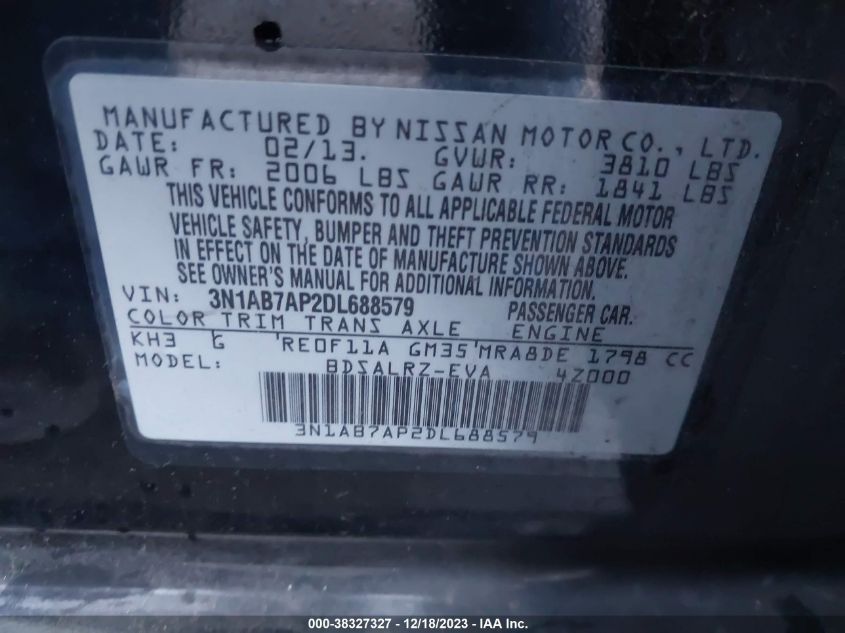 MANUFACTURED BY NISSAN MOTOR CO., LTD.
DATE: 02/13. GVWR: 3810 LBS
GAWR FR: 2006 LBS GAWR RR: 1841 LBS
THIS VEHICLE CONFORMS TO ALL APPLICABLE FEDERAL MOTOR
VEHICLE SAFETY, BUMPER AND THEFT PREVENTION STANDARDS
IN EFFECT ON THE DATE OF MANUFACTURE SHOWN ABOVE.
SEE OWNER'S MANUAL FOR ADDITIONAL INFORMATION.
VIN: 3N1AB7AP2DL688579 PASSENGER CAR.
COLOR TRIM TRANS AXLE ENGINE
KH3 G 'RE0F11A GM35'MRA8DE 1798 CC
MODEL: BDSALRZ-EVA 4Z000
3N1AB7AP2DL688579
000-38327327 - 12/18/2023 - IAA Inc.